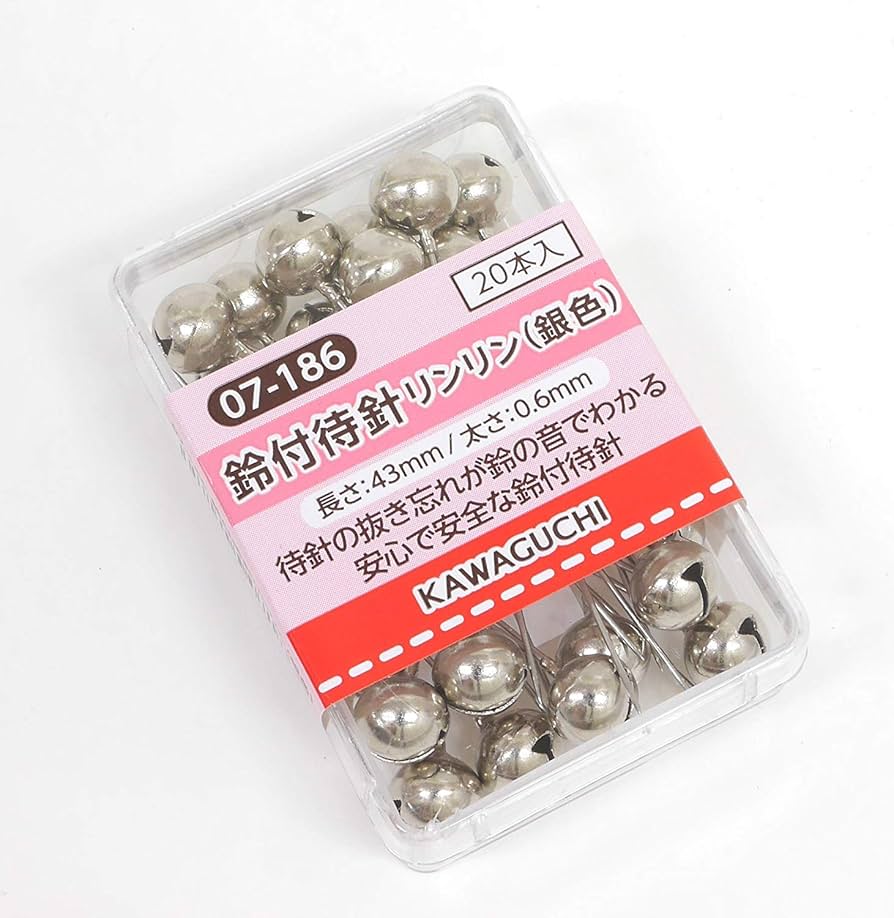 20本入
07-186
鈴付待針リンリン(銀色)
長さ:43mm/太さ:0.6mm
待針の抜き忘れが鈴の音でわかる
安心で安全な鈴付待針
KAWAGUCHI